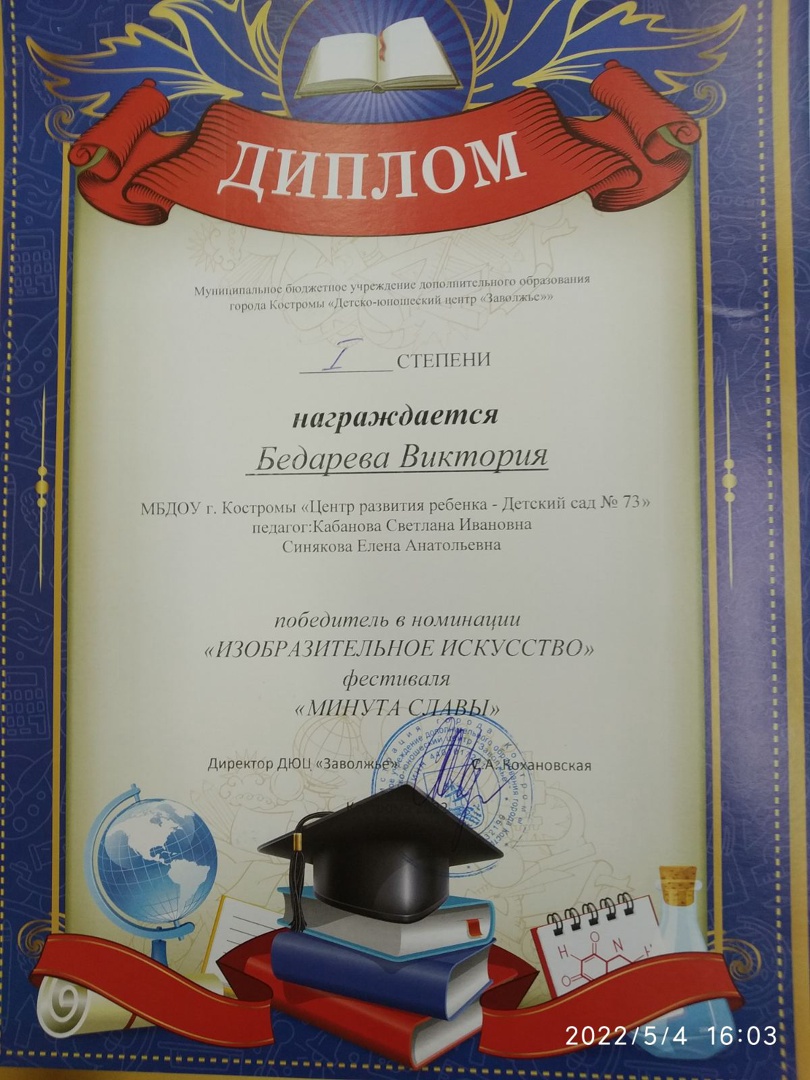 ДИПЛОМ
Муниципальное бюджетное учреждение дополнительного образования
города Костромы «Детско-юношеский центр «Заволжье»»
I СТЕПЕНИ
награждается
Бедарева Виктория
МБДОУ г. Костромы «Центр развития ребенка - Детский сад № 73»
педагог:Кабанова Светлана Ивановна
Синякова Елена Анатольевна
победитель в номинации
«ИЗОБРАЗИТЕЛЬНОЕ ИСКУССТВО»
фестиваля
«МИНУТА СЛАВЫ»
Директор ДЮЦ «Заволжье» С.А. Кохановская
H
O
N
O
2022/5/4 16:03